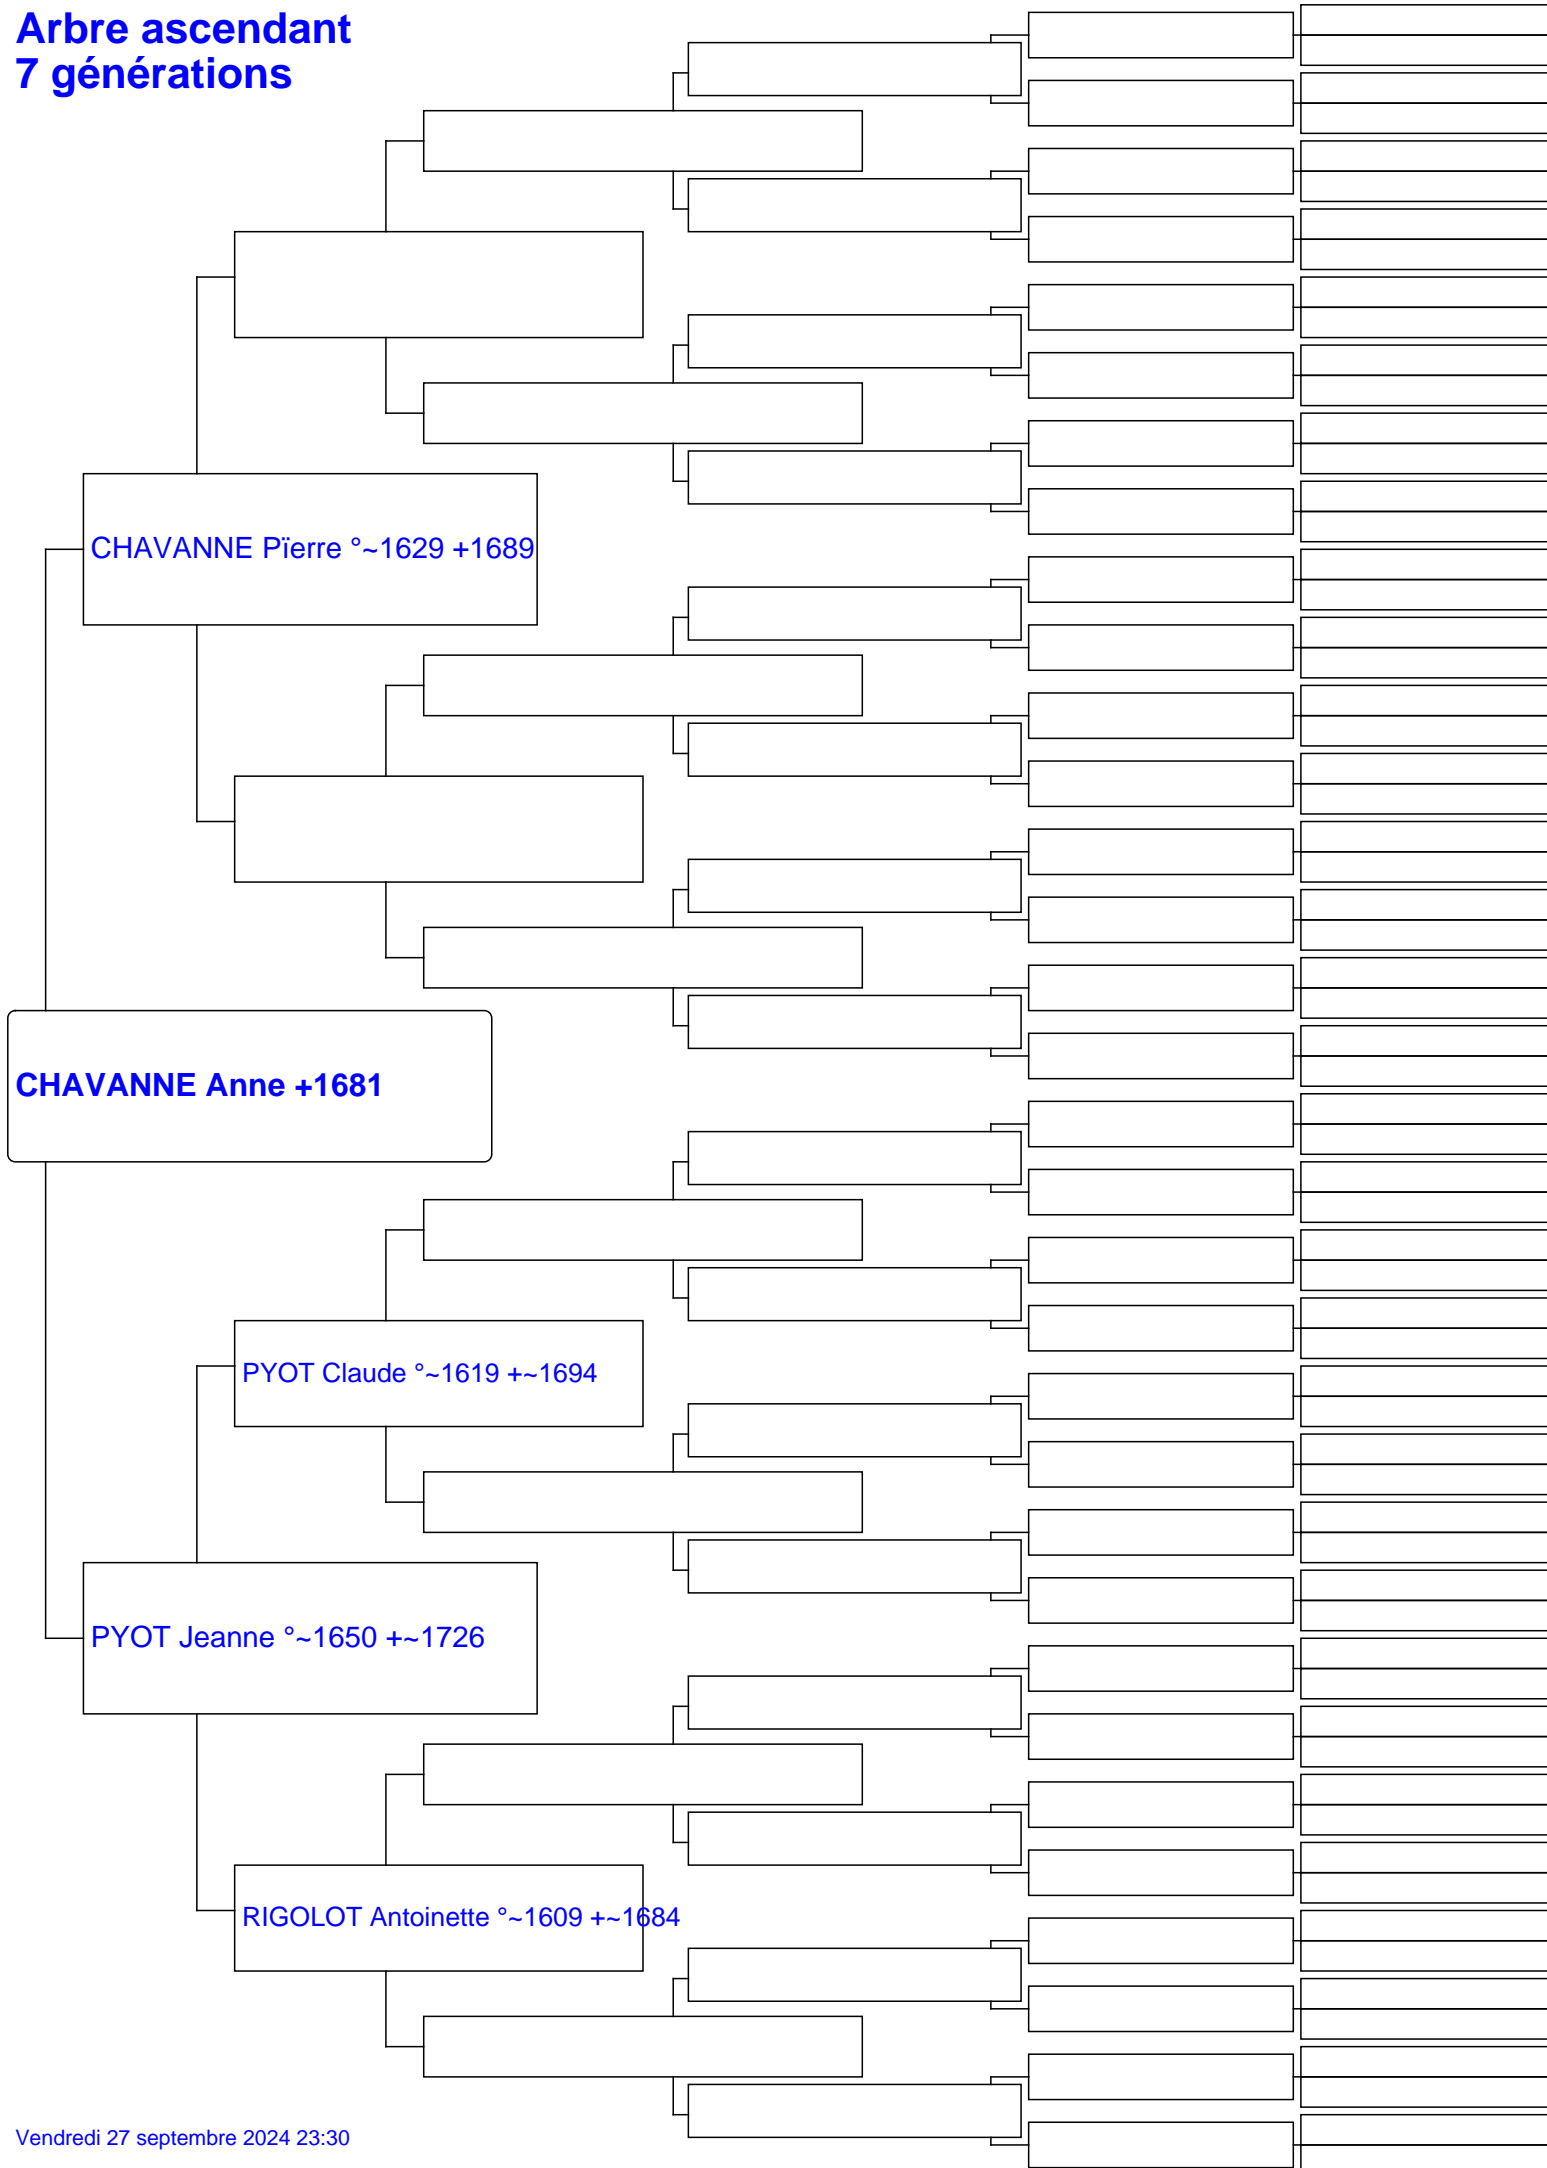 Arbre ascendant
7 générations
CHAVANNE Pïerre °~1629 +1689
CHAVANNE Anne +1681
PYOT Claude °~1619 +~1694
PYOT Jeanne °~1650 +~1726
RIGOLOT Antoinette °~1609 +~1684
Vendredi 27 septembre 2024 23:30